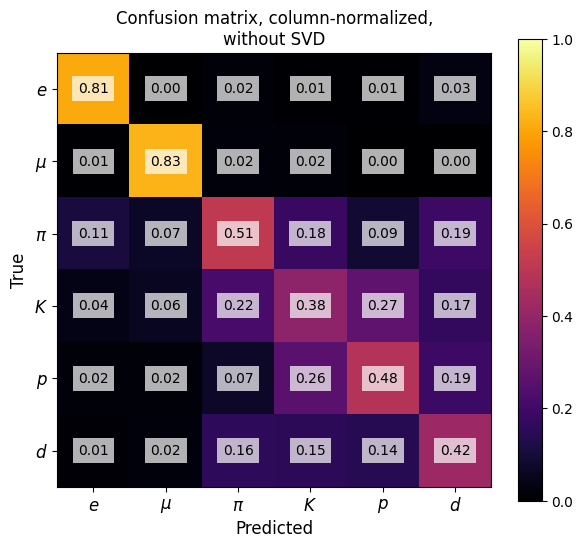 Confusion matrix, column-normalized,
without SVD
True
e 0.81 0.00 0.02 0.01 0.01 0.03
μ 0.01 0.83 0.02 0.02 0.00 0.00
π 0.11 0.07 0.51 0.18 0.09 0.19
K 0.04 0.06 0.22 0.38 0.27 0.17
p 0.02 0.02 0.07 0.26 0.48 0.19
d 0.01 0.02 0.16 0.15 0.14 0.42
e μ π K p d
Predicted
1.0
0.8
0.6
0.4
0.2
0.0